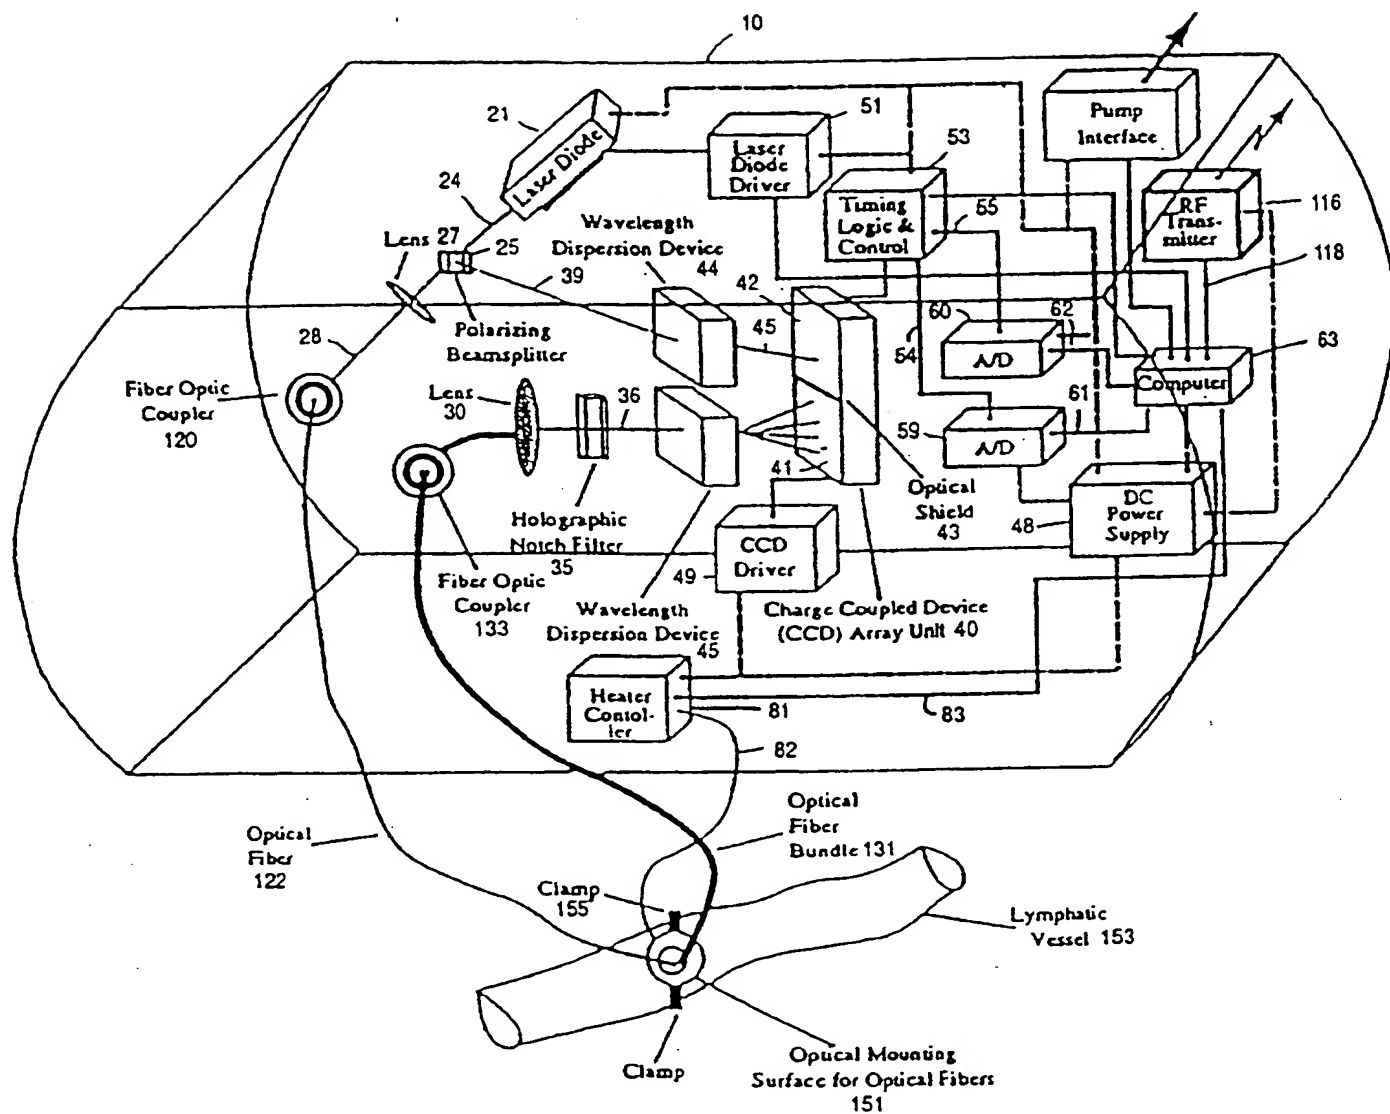 10
21
Laser Diode
51
Laser
Diode
Driver
53
Timing
Logic &
Control
55
Pump
Interface
RF
Trans-
mitter
116
118
24
Lens 27
25
Wavelength
Dispersion Device
44
39
42
45
28
Polarizing
Beamsplitter
Fiber Optic
Coupler
120
Lens
30
36
41
54
60
A/D
62
59
A/D
61
Computer
63
Optical
Shield
43
48
DC
Power
Supply
Holographic
Notch Filter
35
CCD
Driver
49
Fiber Optic
Coupler
133
Wavelength
Dispersion Device
45
Charge Coupled Device
(CCD) Array Unit 40
Heater
Contol-
ler
81
83
82
Optical
Fiber
122
Optical
Fiber
Bundle 131
Clamp
155
Lymphatic
Vessel 153
Clamp
Optical Mounting
Surface for Optical Fibers
151